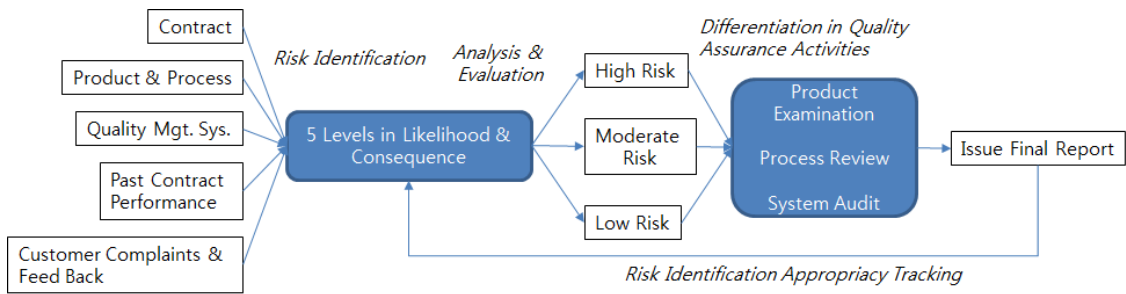 Contract
Product & Process
Quality Mgt. Sys.
Past Contract
Performance
Customer Complaints &
Feed Back
Risk Identification
5 Levels in Likelihood &
Consequence
Analysis &
Evaluation
High Risk
Moderate
Risk
Low Risk
Differentiation in Quality
Assurance Activities
Product
Examination
Process Review
System Audit
Issue Final Report
Risk Identification Appropriacy Tracking